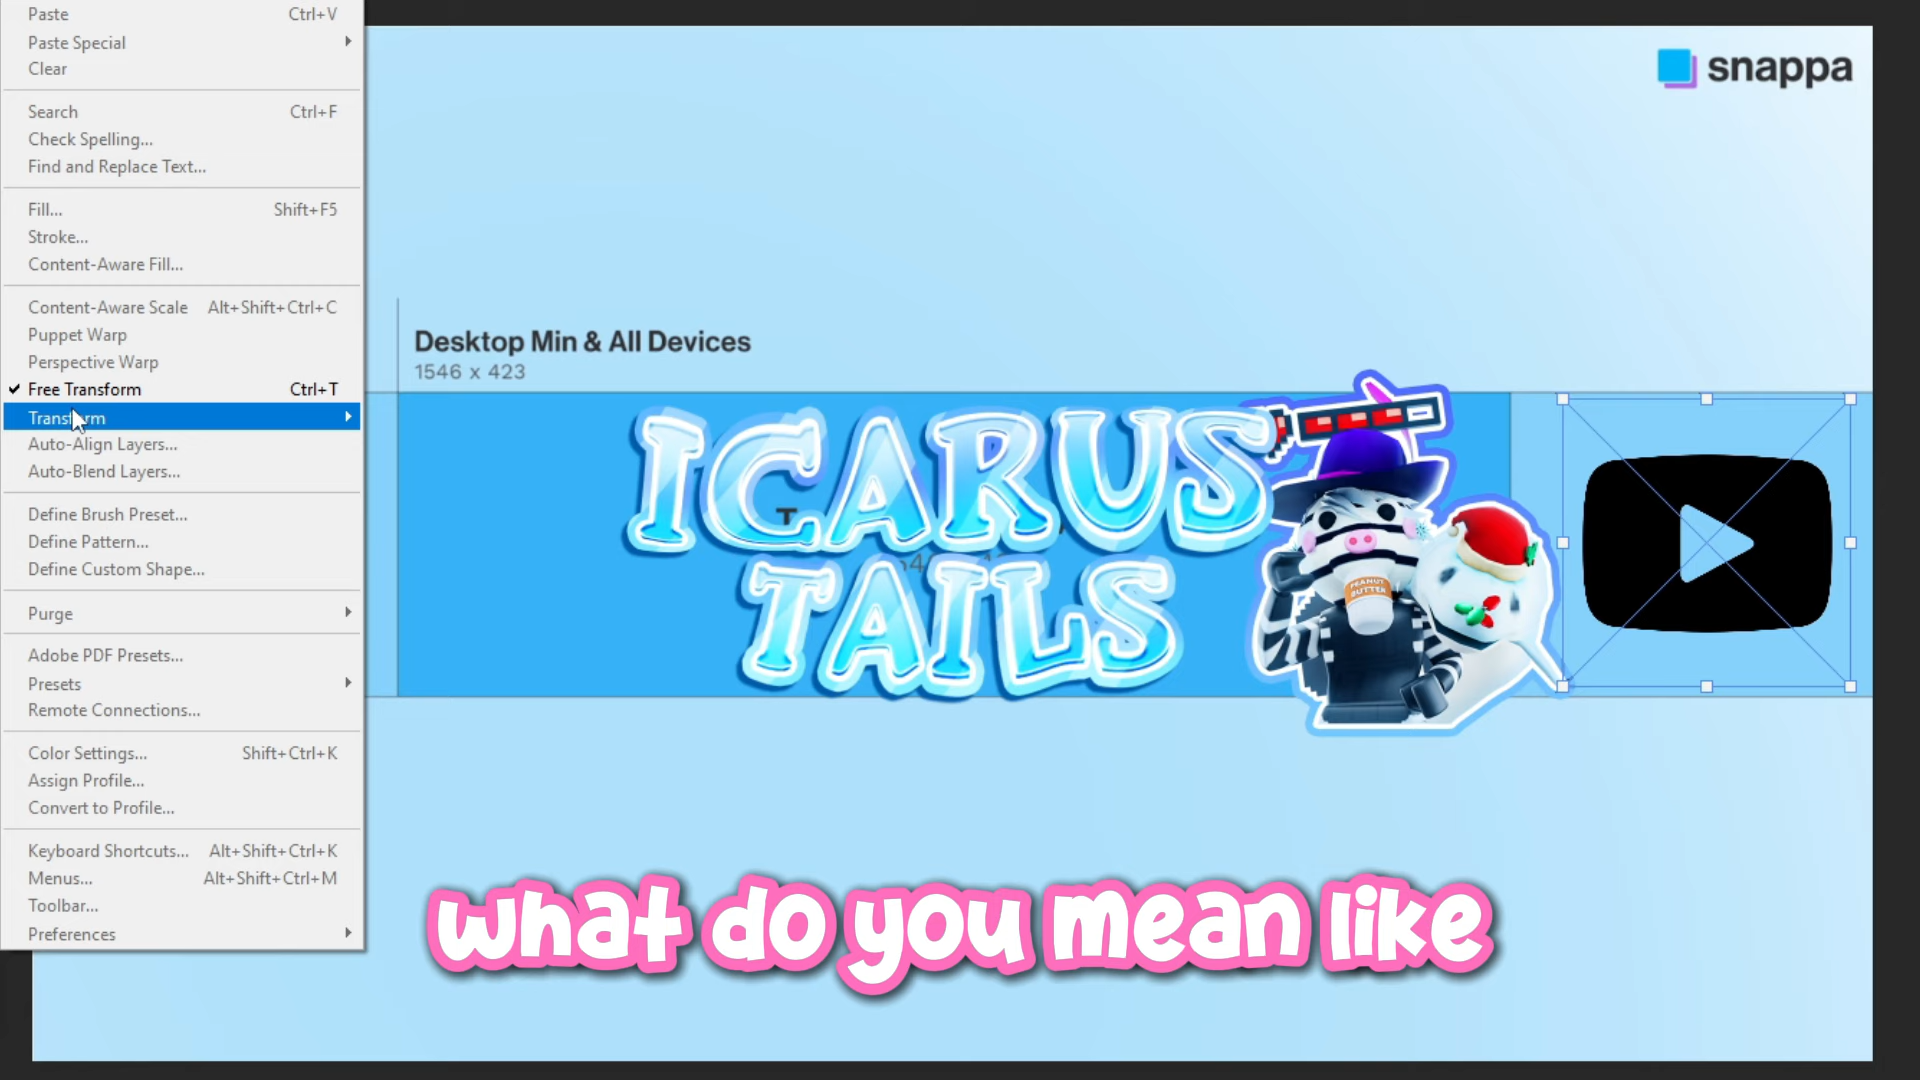 Paste Ctrl+V
Paste Special
Clear
Search Ctrl+F
Check Spelling...
Find and Replace Text...
Fill... Shift+F5
Stroke...
Content-Aware Fill...
Content-Aware Scale Alt+Shift+Ctrl+C
Puppet Warp
Perspective Warp
Free Transform Ctrl+T
Transform
Auto-Align Layers...
Auto-Blend Layers...
Define Brush Preset...
Define Pattern...
Define Custom Shape...
Purge
Adobe PDF Presets...
Presets
Remote Connections...
Color Settings... Shift+Ctrl+K
Assign Profile...
Convert to Profile...
Keyboard Shortcuts... Alt+Shift+Ctrl+K
Menus... Alt+Shift+Ctrl+M
Toolbar...
Preferences
snappa
Desktop Min & All Devices
1546 x 423
ICARUS
TAILS
PEANUT
BUTTER
what do you mean like